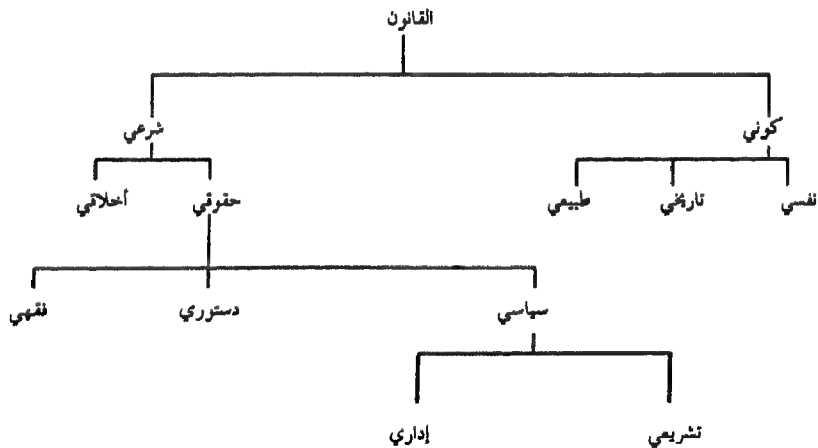 القانون
كوني
شرعي
نفسي
تاريخي
طبيعي
حقوقي
أخلاقي
سياسي
دستوري
فقهي
تشريعي
إداري